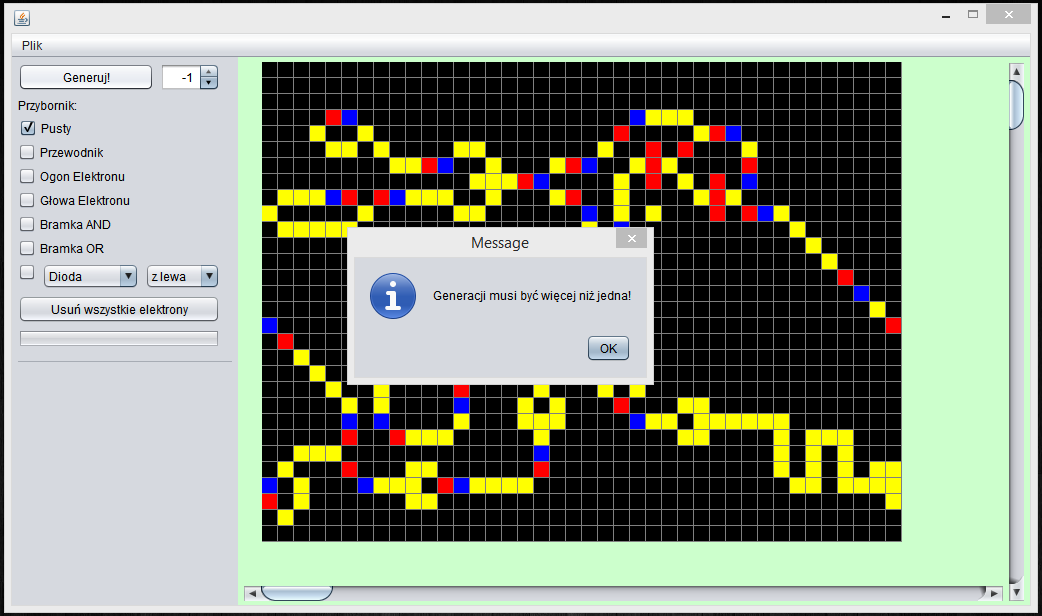 Plik
Generuj!
-1
Przybornik:
Pusty
Przewodnik
Ogon Elektronu
Głowa Elektronu
Bramka AND
Bramka OR
Dioda
z lewa
Usuń wszystkie elektrony
Message
Generacji musi być więcej niż jedna!
OK